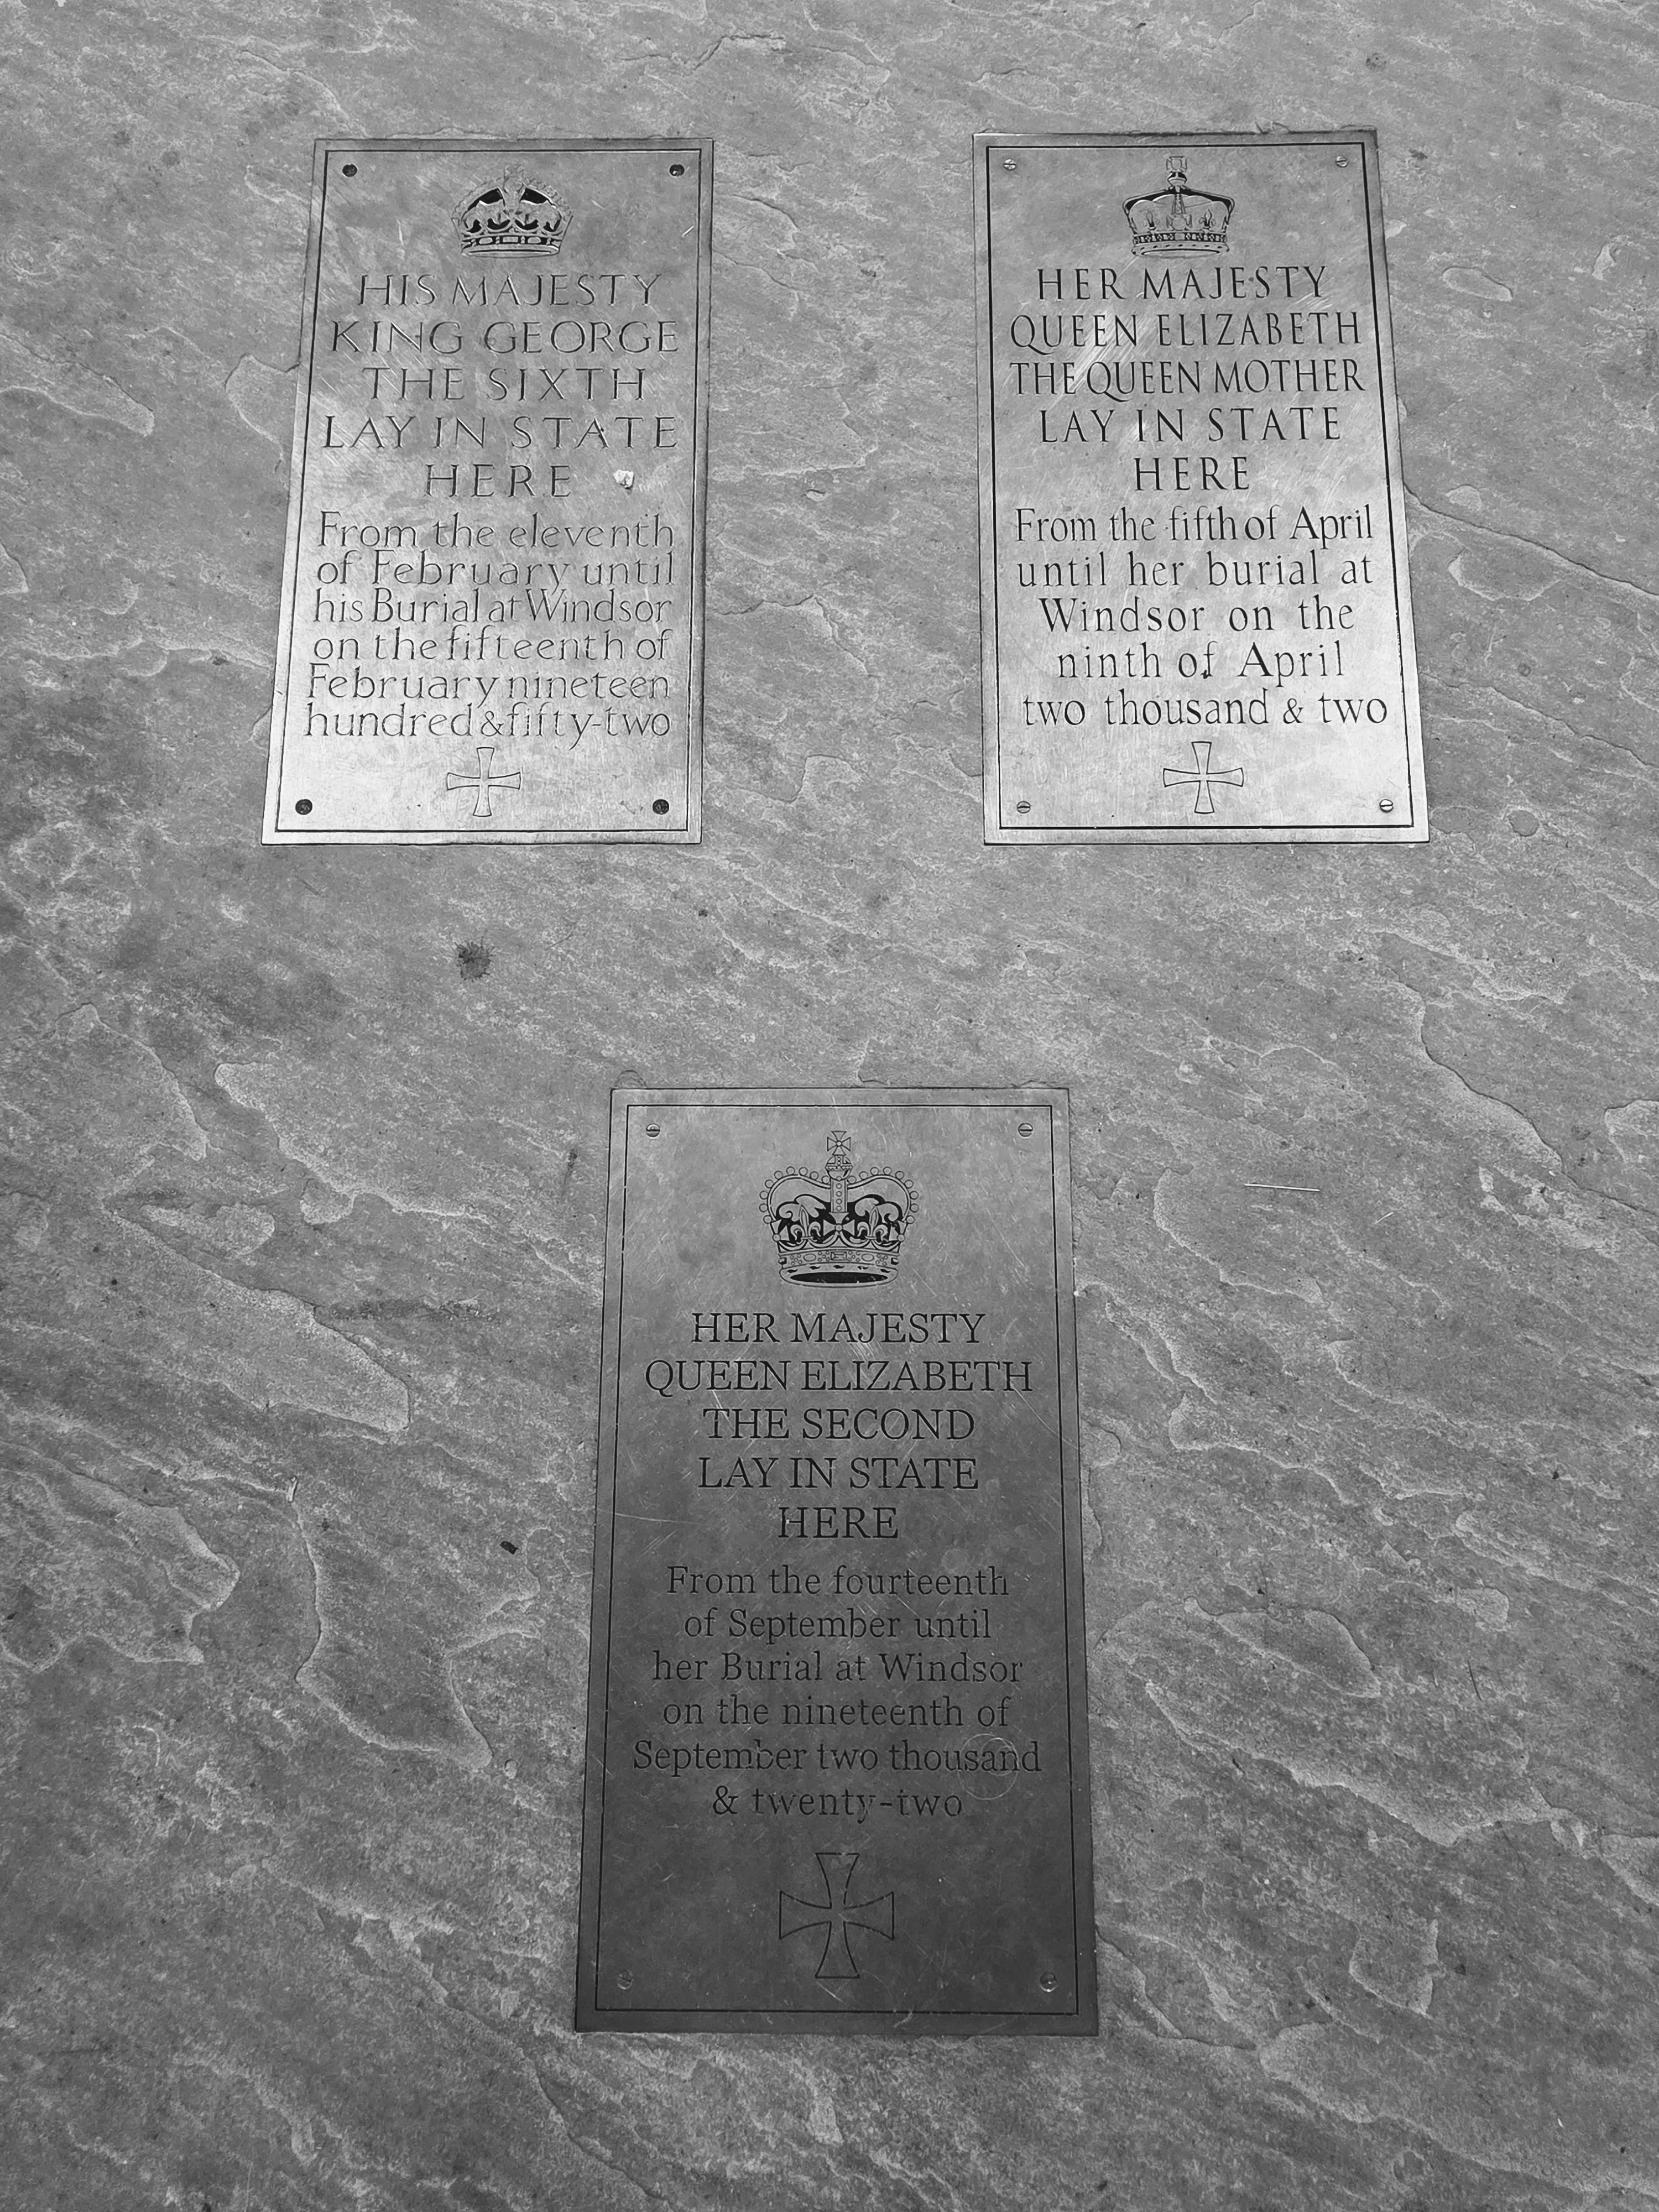 HIS MAJESTY
KING GEORGE
THE SIXTH
LAY IN STATE
HERE
From the eleventh
of February until
his Burial at Windsor
on the fifteenth of
February nineteen
hundred & fifty-two
HER MAJESTY
QUEEN ELIZABETH
THE QUEEN MOTHER
LAY IN STATE
HERE
From the fifth of April
until her burial at
Windsor on the
ninth of April
two thousand & two
HER MAJESTY
QUEEN ELIZABETH
THE SECOND
LAY IN STATE
HERE
From the fourteenth
of September until
her Burial at Windsor
on the nineteenth of
September two thousand
& twenty-two